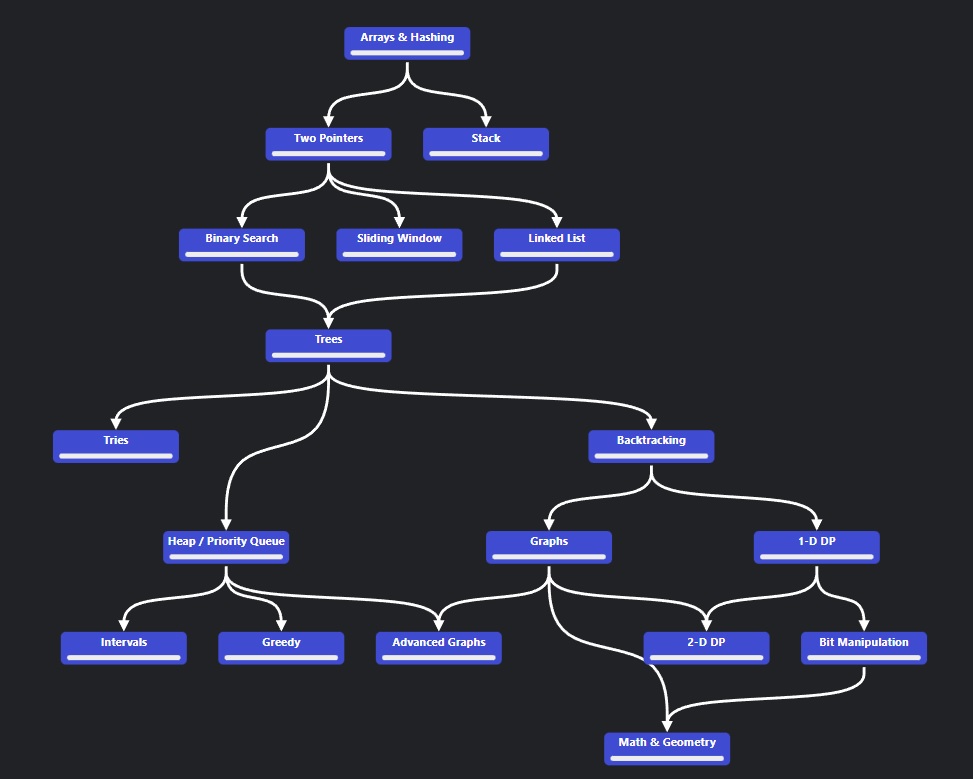 Arrays & Hashing
Two Pointers
Stack
Binary Search
Sliding Window
Linked List
Trees
Tries
Backtracking
Heap / Priority Queue
Graphs
1-D DP
Intervals
Greedy
Advanced Graphs
2-D DP
Bit Manipulation
Math & Geometry